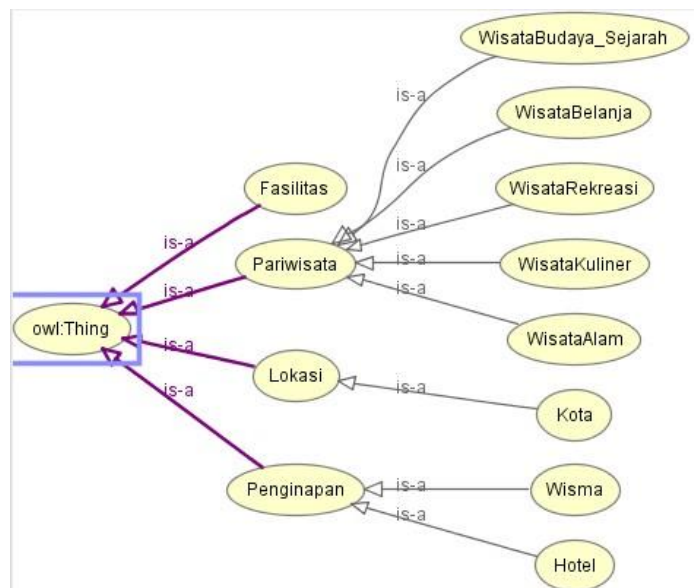 WisataBudaya_Sejarah
is-a
WisataBelanja
is-a
Fasilitas
WisataRekreasi
is-a
is-a
Pariwisata
is-a
WisataKuliner
is-a
is-a
owl:Thing
WisataAlam
is-a
Lokasi
is-a
is-a
Kota
Penginapan
is-a
Wisma
is-a
Hotel